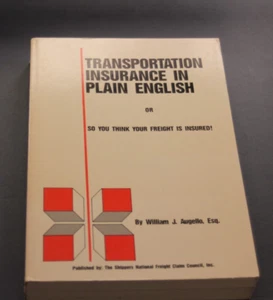 TRANSPORTATION
INSURANCE IN
PLAIN ENGLISH
OR
SO YOU THINK YOUR FREIGHT IS INSURED!
By William J. Augello, Esq.
Published by: The Shippers National Freight Claim Council, Inc.